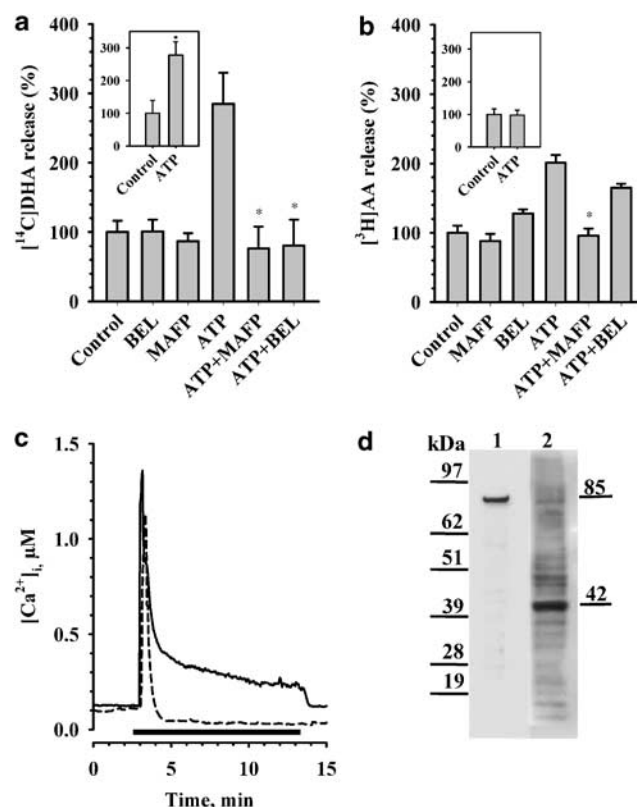 a
[¹⁴C]DHA release (%)
400
300
200
100
0
300
200
100
0
Control
ATP
*
*
*
Control
BEL
MAFP
ATP
ATP+MAFP
ATP+BEL
b
[³H]AA release (%)
400
300
200
100
0
300
200
100
0
Control
ATP
*
Control
MAFP
BEL
ATP
ATP+MAFP
ATP+BEL
c
[Ca²⁺]ᵢ, μM
1.5
1.0
0.5
0.0
0 5 10 15
Time, min
d
kDa 1 2
97
85
62
51
42
39
28
19